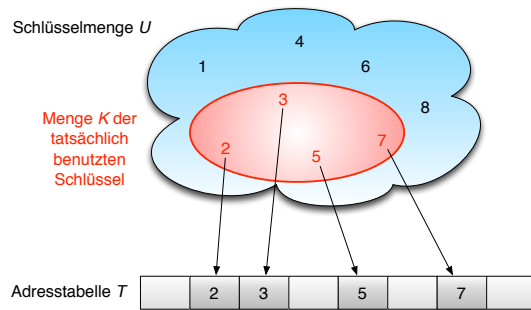 Schlüsselmenge U
4
1
6
8
Menge K der
tatsächlich
benutzten
Schlüssel
3
2
5
7
Adresstabelle T
2 3 5 7